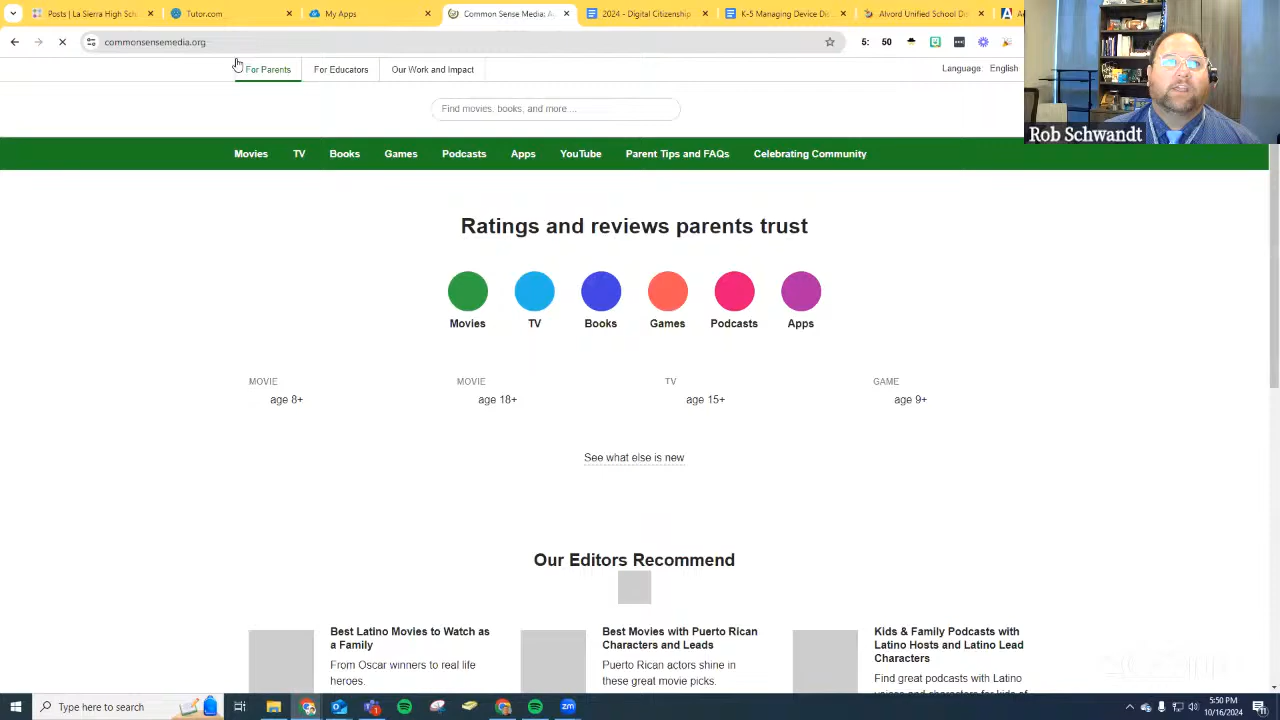 Posts | La Sierra High Scho
Tutor.com
My Apps
Common Sense Media: A
2024 - Digital Citizenship
K-5 Managing Device Di
Alvord Unified School Dis
commonsensemedia.org
5:
50
For Parents
For Educators
Our Work and Impact
Language
English
Rob Schwandt
Find movies, books, and more ...
Movies
TV
Books
Games
Podcasts
Apps
YouTube
Parent Tips and FAQs
Celebrating Community
Ratings and reviews parents trust
Movies
TV
Books
Games
Podcasts
Apps
MOVIE
age 8+
MOVIE
age 18+
TV
age 15+
GAME
age 9+
See what else is new
Our Editors Recommend
Best Latino Movies to Watch as
a Family
From Oscar winners to real life
heroes.
Best Movies with Puerto Rican
Characters and Leads
Puerto Rican actors shine in
these great movie picks.
Kids & Family Podcasts with
Latino Hosts and Latino Lead
Characters
Find great podcasts with Latino
Type here to search
5:50 PM
10/16/2024